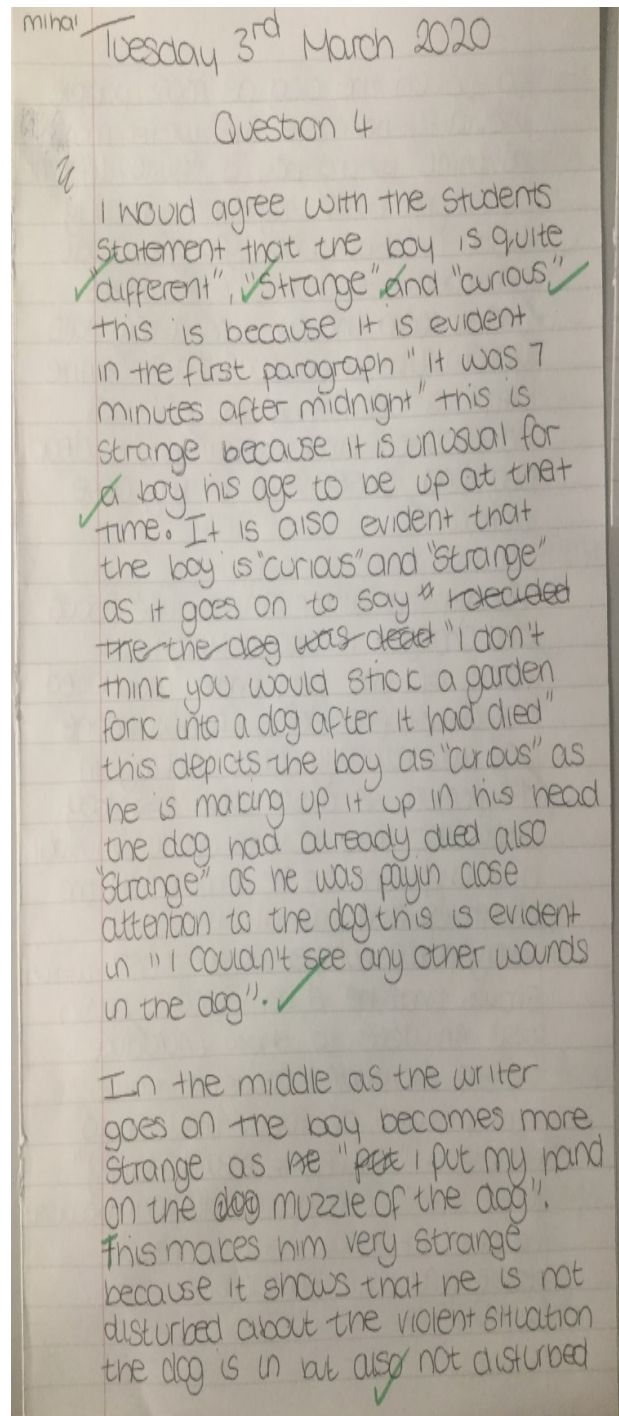 mihai
Tuesday 3rd March 2020
Question 4
I would agree with the students
statement that the boy is quite
"different", "strange" and "curious"
this is because it is evident
in the first paragraph "It was 7
minutes after midnight" this is
strange because it is unusual for
a boy his age to be up at that
time. It is also evident that
the boy is "curious" and "strange"
as it goes on to say " I decided
the the dog was dead "I don't
think you would stick a garden
fork into a dog after it had died"
this depicts the boy as "curious" as
he is making up it up in his head
the dog had already died also
"strange" as he was payin close
attention to the dog this is evident
in "I couldn't see any other wounds
in the dog".
In the middle as the writer
goes on the boy becomes more
strange as he "put I put my hand
on the dog muzzle of the dog".
This makes him very strange
because it shows that he is not
disturbed about the violent situation
the dog is in but also not disturbed